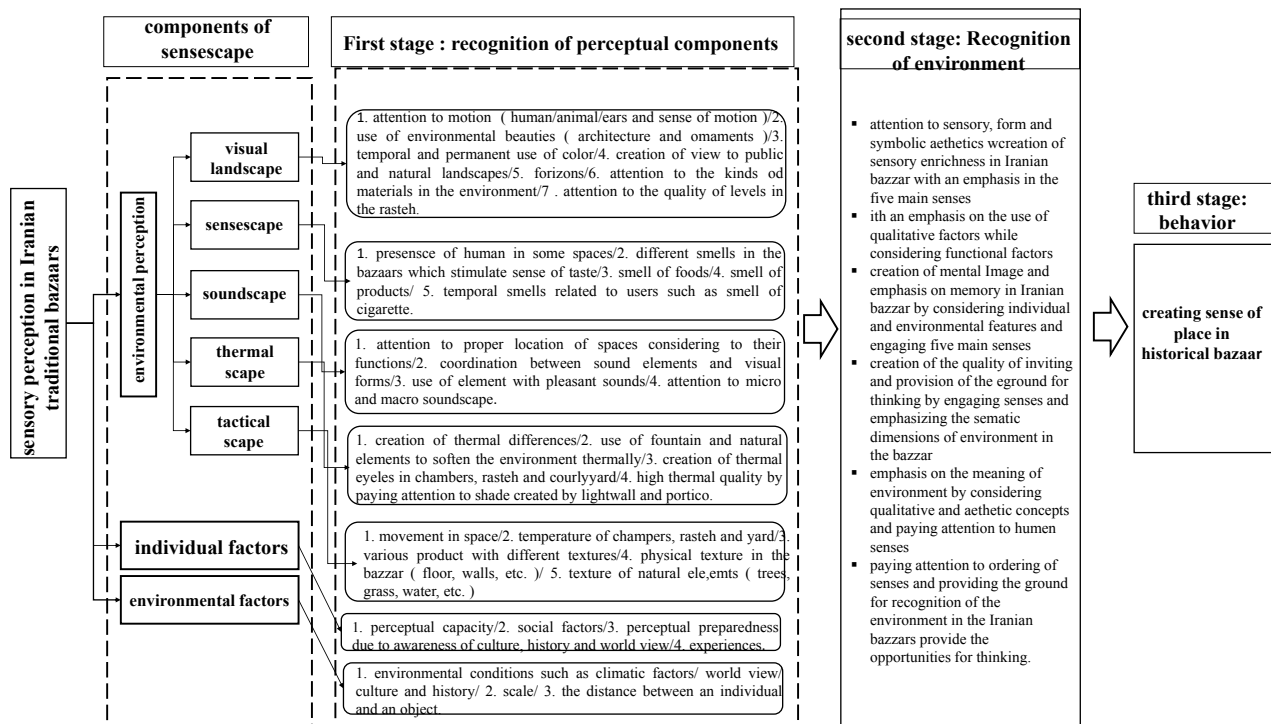 components of
sensescape
First stage : recognition of perceptual components
second stage: Recognition
of environment
third stage:
behavior
sensory perception in Iranian
traditional bazaars
environmental perception
visual
landscape
sensescape
soundscape
thermal
scape
tactical
scape
individual factors
environmental factors
1. attention to motion ( human/animal/ears and sense of motion )/2.
use of environmental beauties ( architecture and omaments )/3.
temporal and permanent use of color/4. creation of view to public
and natural landscapes/5. forizons/6. attention to the kinds od
materials in the environment/7 . attention to the quality of levels in
the rasteh.
1. presensce of human in some spaces/2. different smells in the
bazaars which stimulate sense of taste/3. smell of foods/4. smell of
products/ 5. temporal smells related to users such as smell of
cigarette.
1. attention to proper location of spaces considering to their
functions/2. coordination between sound elements and visual
forms/3. use of element with pleasant sounds/4. attention to micro
and macro soundscape.
1. creation of thermal differences/2. use of fountain and natural
elements to soften the environment thermally/3. creation of thermal
eyeles in chambers, rasteh and courlyyard/4. high thermal quality by
paying attention to shade created by lightwall and portico.
1. movement in space/2. temperature of champers, rasteh and yard/3.
various product with different textures/4. physical texture in the
bazzar ( floor, walls, etc. )/ 5. texture of natural ele,emts ( trees,
grass, water, etc. )
1. perceptual capacity/2. social factors/3. perceptual preparedness
due to awareness of culture, history and world view/4. experiences.
1. environmental conditions such as climatic factors/ world view/
culture and history/ 2. scale/ 3. the distance between an individual
and an object.
▪ attention to sensory, form and
symbolic aethetics wcreation of
sensory enrichness in Iranian
bazzar with an emphasis in the
five main senses
▪ ith an emphasis on the use of
qualitative factors while
considering functional factors
▪ creation of mental Image and
emphasis on memory in Iranian
bazzar by considering individual
and environmental features and
engaging five main senses
▪ creation of the quality of inviting
and provision of the eground for
thinking by engaging senses and
emphasizing the sematic
dimensions of environment in
the bazzar
▪ emphasis on the meaning of
environment by considering
qualitative and aethetic concepts
and paying attention to human
senses
▪ paying attention to ordering of
senses and providing the ground
for recognition of the
environment in the Iranian
bazzars provide the
opportunities for thinking.
creating sense of
place in
historical bazaar